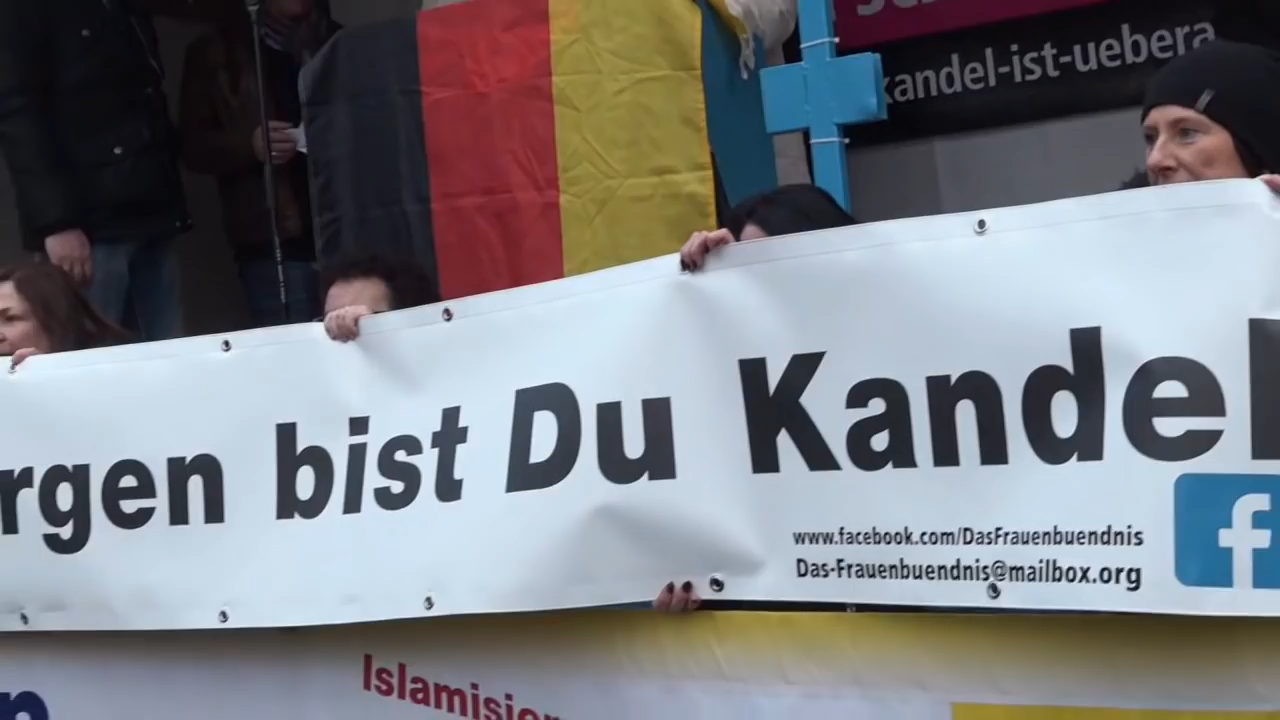 kandel-ist-uebera
rgen bist Du Kandel
www.facebook.com/DasFrauenbuendnis
Das-Frauenbuendnis@mailbox.org
f
Islamisier